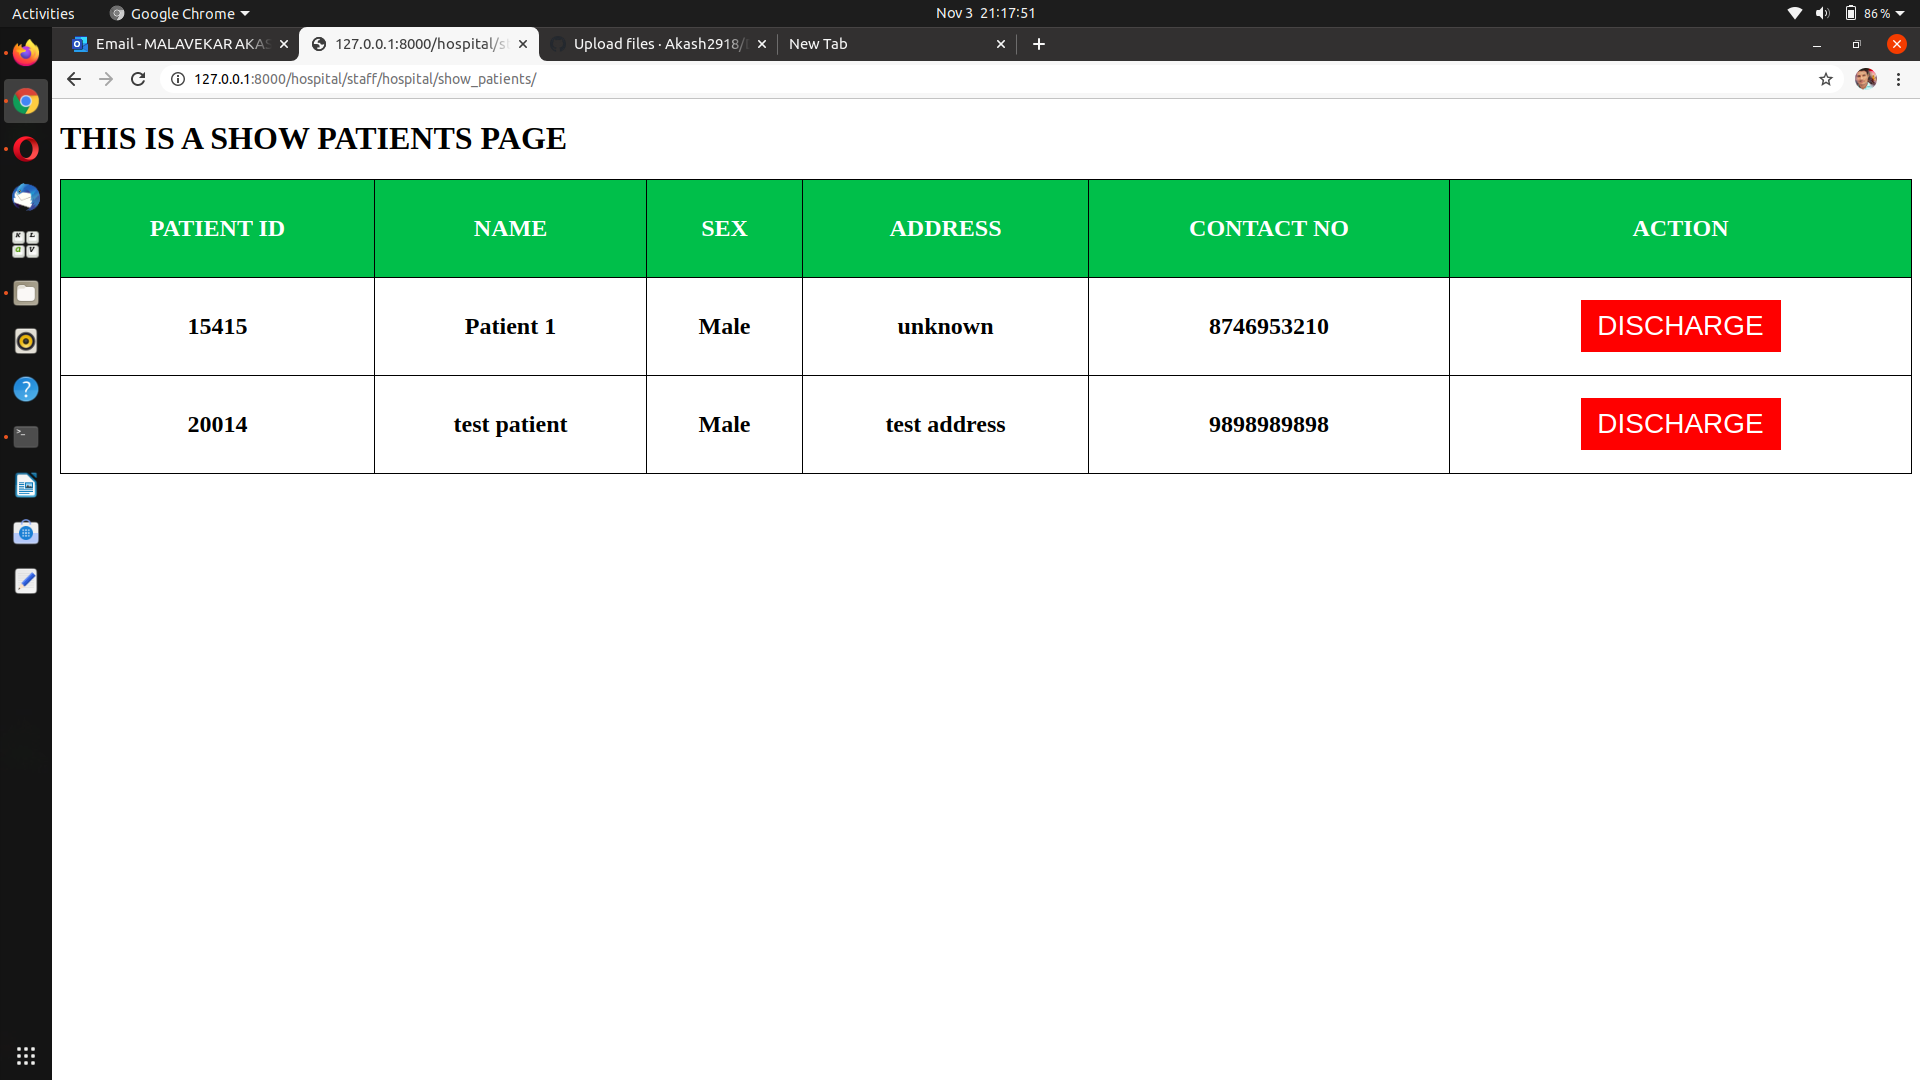 Activities Google Chrome Nov 3 21:17:51 86 %
Email - MALAVEKAR AKAS 127.0.0.1:8000/hospital/st Upload files · Akash2918/ New Tab
127.0.0.1:8000/hospital/staff/hospital/show_patients/
THIS IS A SHOW PATIENTS PAGE
PATIENT ID NAME SEX ADDRESS CONTACT NO ACTION
15415 Patient 1 Male unknown 8746953210 DISCHARGE
20014 test patient Male test address 9898989898 DISCHARGE